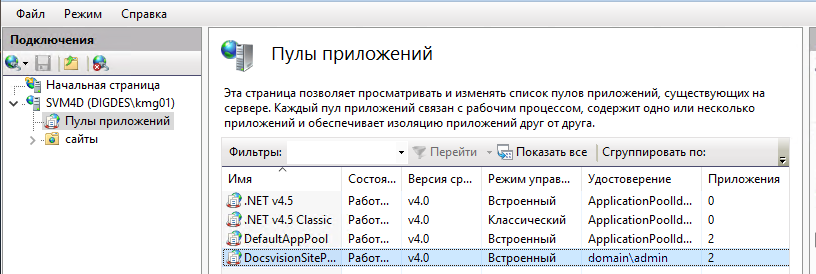 Файл Режим Справка
Подключения
Начальная страница
SVM4D (DIGDES\kmg01)
Пулы приложений
сайты
Пулы приложений
Эта страница позволяет просматривать и изменять список пулов приложений, существующих на
сервере. Каждый пул приложений связан с рабочим процессом, содержит одно или несколько
приложений и обеспечивает изоляцию приложений друг от друга.
Фильтры: Перейти Показать все Сгруппировать по:
Имя Состоя... Версия ср... Режим управ... Удостоверение Приложения
.NET v4.5 Работ... v4.0 Встроенный ApplicationPoolId... 0
.NET v4.5 Classic Работ... v4.0 Классический ApplicationPoolId... 0
DefaultAppPool Работ... v4.0 Встроенный ApplicationPoolId... 2
DocsvisionSiteP... Работ... v4.0 Встроенный domain\admin 2